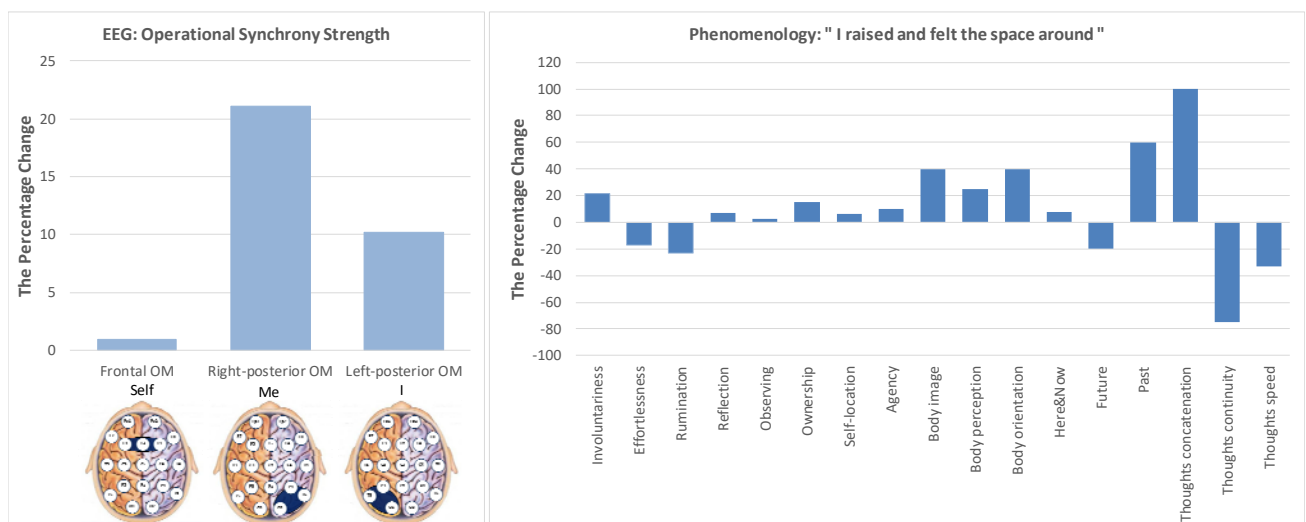 EEG: Operational Synchrony Strength
The Percentage Change
25
20
15
10
5
0
Frontal OM
Right-posterior OM
Left-posterior OM
Self
Me
I
Phenomenology: " I raised and felt the space around "
The Percentage Change
120
100
80
60
40
20
0
-20
-40
-60
-80
-100
Involuntariness
Effortlessness
Rumination
Reflection
Observing
Ownership
Self-location
Agency
Body image
Body perception
Body orientation
Here&Now
Future
Past
Thoughts concatenation
Thoughts continuity
Thoughts speed